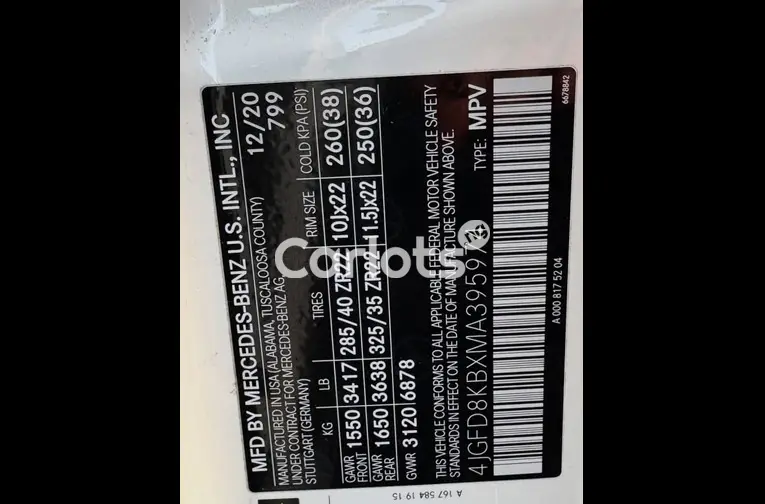 MFD BY MERCEDES-BENZ U.S. INTL., INC
MANUFACTURED IN USA (ALABAMA, TUSCALOOSA COUNTY) 12/20
UNDER CONTRACT FOR MERCEDES-BENZ AG, 799
STUTTGART (GERMANY)
KG LB TIRES RIM SIZE COLD KPA (PSI)
GAWR FRONT 1550 3417 285/40 ZR22 10Jx22 260(38)
GAWR REAR 1650 3638 325/35 ZR22 11.5Jx22 250(36)
GVWR 3120 6878
THIS VEHICLE CONFORMS TO ALL APPLICABLE FEDERAL MOTOR VEHICLE SAFETY
STANDARDS IN EFFECT ON THE DATE OF MANUFACTURE SHOWN ABOVE.
TYPE: MPV
A 000 817 52 04
6678842
A 167 584 19 15
Carlots